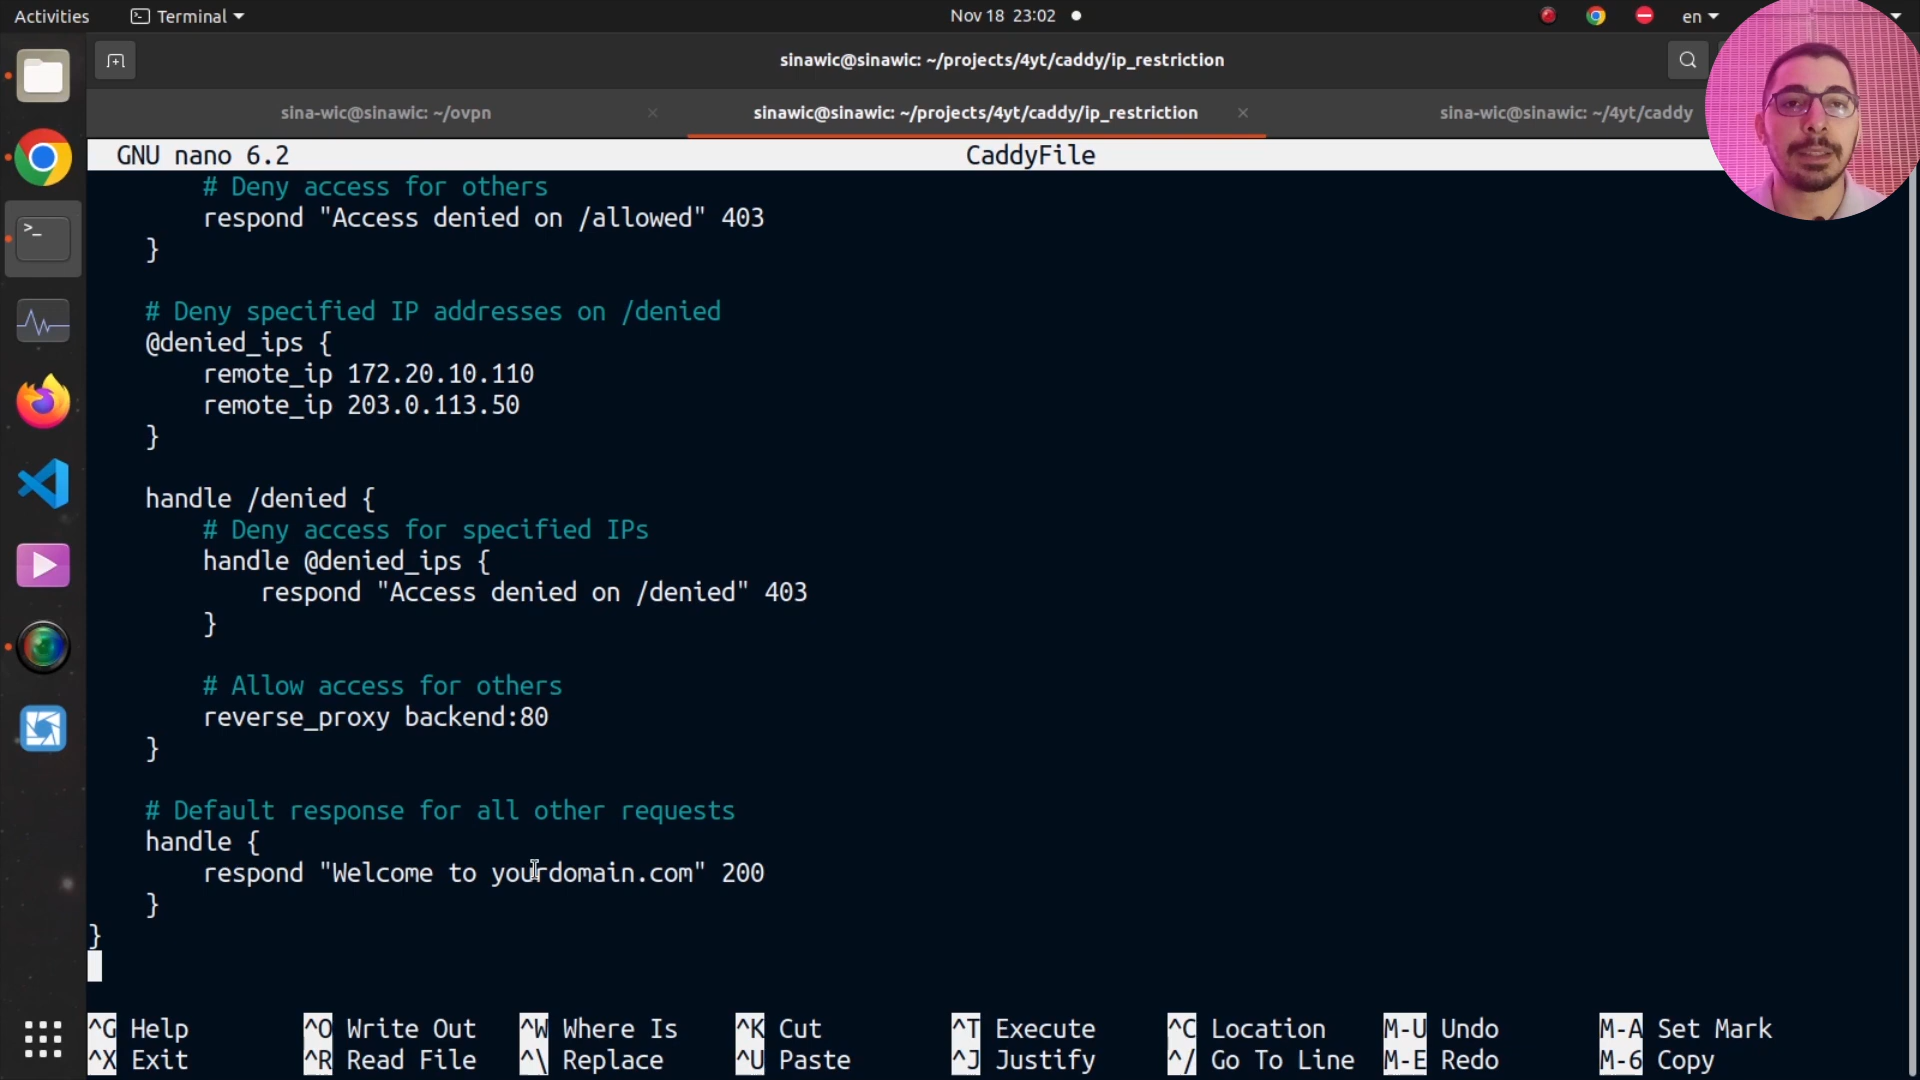 Activities
Terminal
Nov 18 23:02
en
sinawic@sinawic: ~/projects/4yt/caddy/ip_restriction
sina-wic@sinawic: ~/ovpn
sinawic@sinawic: ~/projects/4yt/caddy/ip_restriction
sina-wic@sinawic: ~/4yt/caddy
GNU nano 6.2
CaddyFile
# Deny access for others
respond "Access denied on /allowed" 403
}
# Deny specified IP addresses on /denied
@denied_ips {
remote_ip 172.20.10.110
remote_ip 203.0.113.50
}
handle /denied {
# Deny access for specified IPs
handle @denied_ips {
respond "Access denied on /denied" 403
}
# Allow access for others
reverse_proxy backend:80
}
# Default response for all other requests
handle {
respond "Welcome to yourdomain.com" 200
}
}
^G Help ^O Write Out ^W Where Is ^K Cut ^T Execute ^C Location M-U Undo M-A Set Mark
^X Exit ^R Read File ^\ Replace ^U Paste ^J Justify ^/ Go To Line M-E Redo M-6 Copy